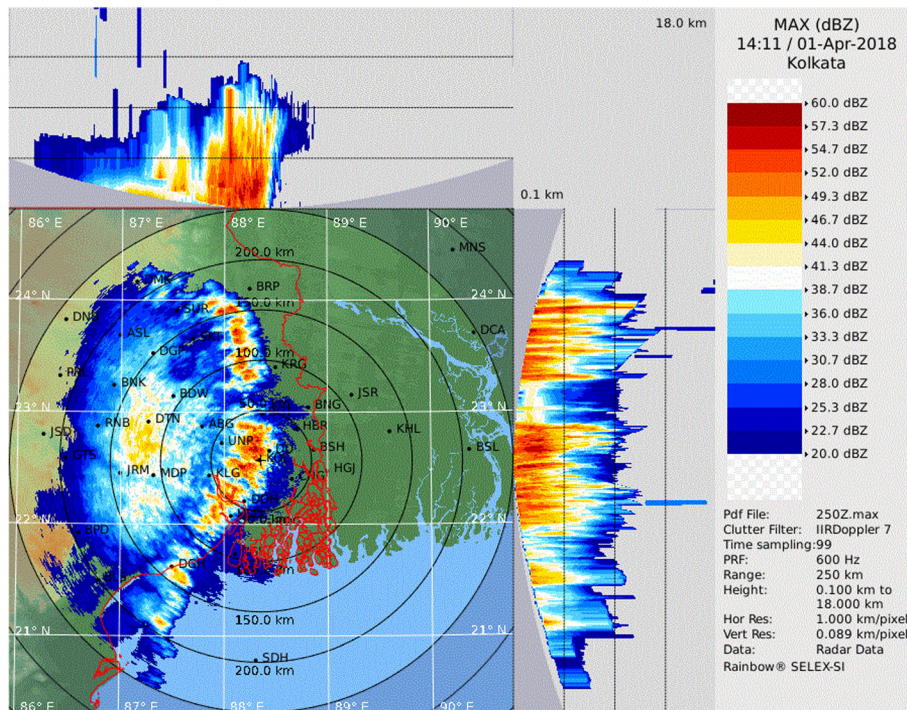 18.0 km
MAX (dBZ)
14:11 / 01-Apr-2018
Kolkata
60.0 dBZ
57.3 dBZ
54.7 dBZ
52.0 dBZ
49.3 dBZ
46.7 dBZ
44.0 dBZ
41.3 dBZ
38.7 dBZ
36.0 dBZ
33.3 dBZ
30.7 dBZ
28.0 dBZ
25.3 dBZ
22.7 dBZ
20.0 dBZ
0.1 km
86° E
87° E
88° E
89° E
90° E
MNS
200.0 km
BRP
24° N
24° N
150.0 km
SUR
DCA
ASL
DGP
100.0 km
KRG
BNK
BDW
JSR
23° N
BNG
23° N
RNB
DTN
ABG
HBR
KHL
JSD
UNP
BSH
BSL
JRM
MDP
KLG
HGJ
22° N
22° N
BPD
DGH
150.0 km
21° N
21° N
SDH
200.0 km
86° E
87° E
88° E
89° E
90° E
Pdf File: 250Z.max
Clutter Filter: IIRDoppler 7
Time sampling:99
PRF: 600 Hz
Range: 250 km
Height: 0.100 km to
18.000 km
Hor Res: 1.000 km/pixel
Vert Res: 0.089 km/pixel
Data: Radar Data
Rainbow® SELEX-SI